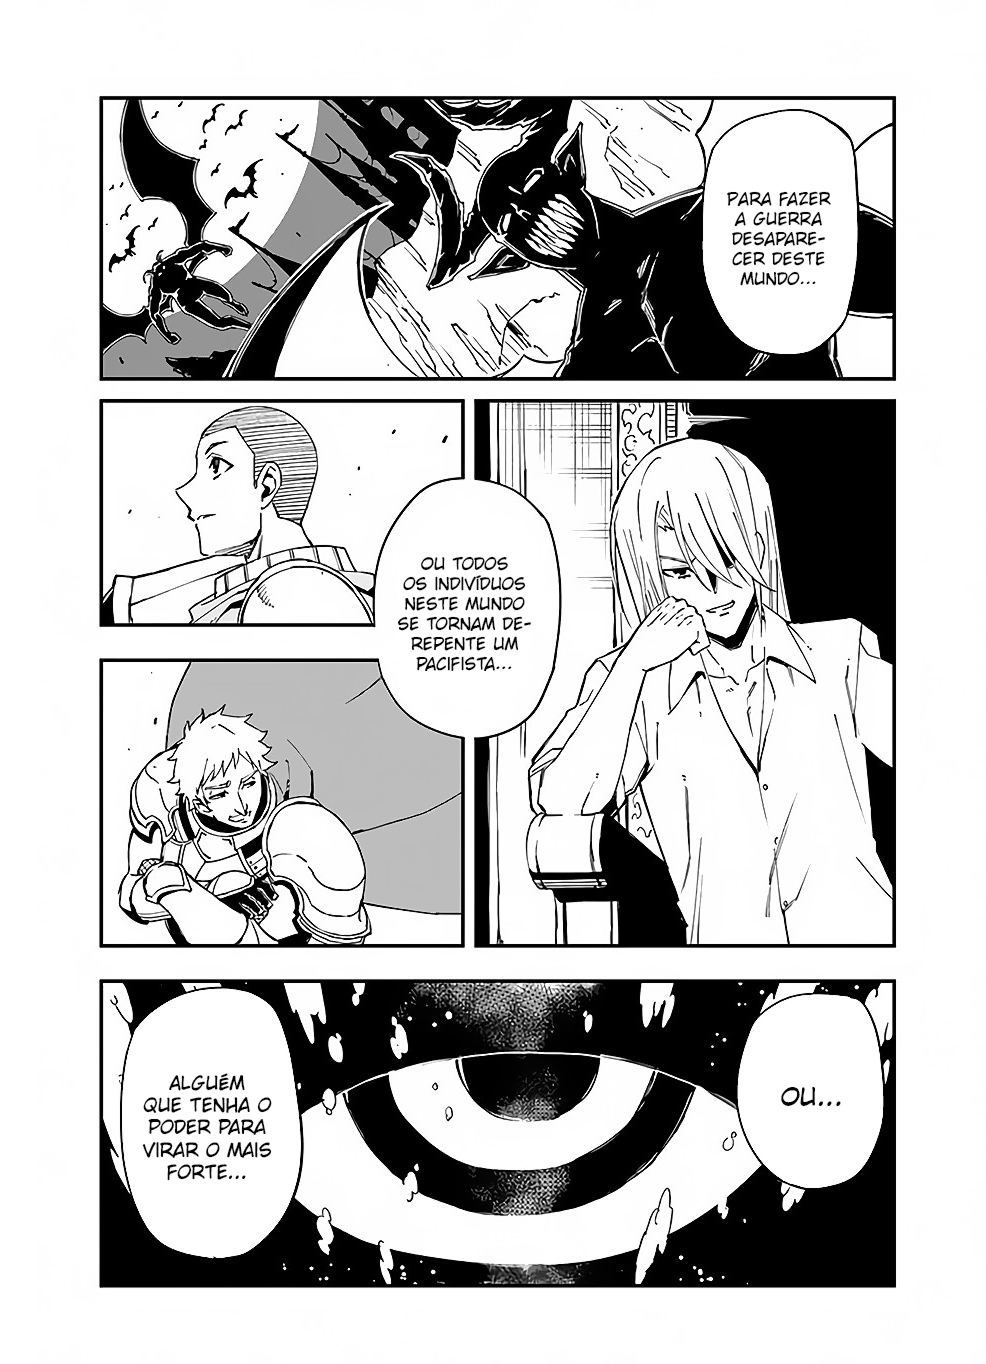 PARA FAZER
A GUERRA
DESAPARE-
CER DESTE
MUNDO...
OU TODOS
OS INDIVÍDUOS
NESTE MUNDO
SE TORNAM DE-
REPENTE UM
PACIFISTA...
OU...
ALGUÉM
QUE TENHA O
PODER PARA
VIRAR O MAIS
FORTE...